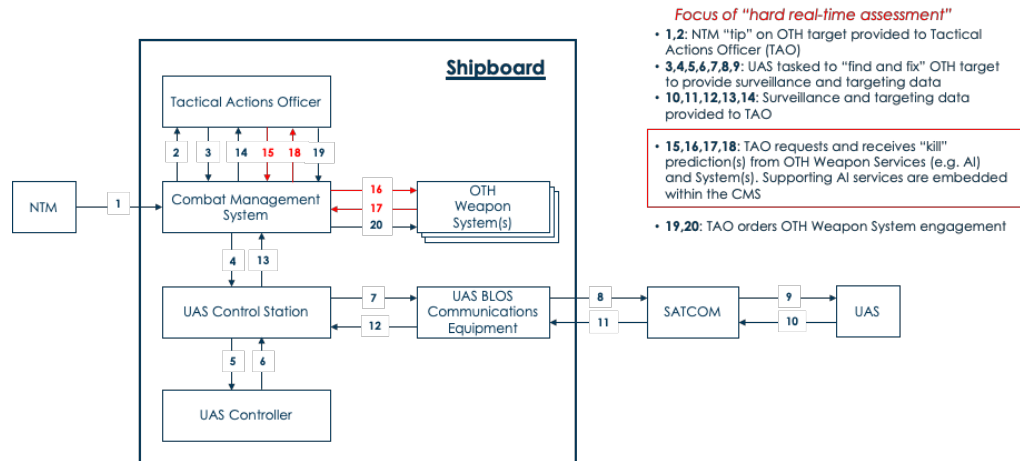 Focus of “hard real-time assessment”
• 1,2: NTM “tip” on OTH target provided to Tactical
Actions Officer (TAO)
• 3,4,5,6,7,8,9: UAS tasked to “find and fix” OTH target
to provide surveillance and targeting data
• 10,11,12,13,14: Surveillance and targeting data
provided to TAO
• 15,16,17,18: TAO requests and receives “kill”
prediction(s) from OTH Weapon Services (e.g. AI)
and System(s). Supporting AI services are embedded
within the CMS
• 19,20: TAO orders OTH Weapon System engagement
Shipboard
Tactical Actions Officer
2 3 14 15 18 19
NTM
1
Combat Management
System
16
17
20
OTH
Weapon
System(s)
4 13
UAS Control Station
7
12
UAS BLOS
Communications
Equipment
8
11
SATCOM
9
10
UAS
5 6
UAS Controller